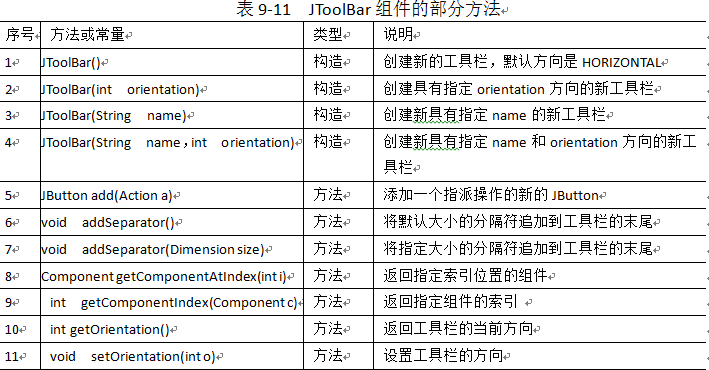 表 9-11 JToolBar 组件的部分方法
序号 方法或常量 类型 说明
1 JToolBar() 构造 创建新的工具栏，默认方向是 HORIZONTAL
2 JToolBar(int orientation) 构造 创建具有指定 orientation 方向的新工具栏
3 JToolBar(String name) 构造 创建新具有指定 name 的新工具栏
4 JToolBar(String name，int orientation) 构造 创建新具有指定 name 和 orientation 方向的新工
具栏
5 JButton add(Action a) 方法 添加一个指派操作的新的 JButton
6 void addSeparator() 方法 将默认大小的分隔符追加到工具栏的末尾
7 void addSeparator(Dimension size) 方法 将指定大小的分隔符追加到工具栏的末尾
8 Component getComponentAtIndex(int i) 方法 返回指定索引位置的组件
9 int getComponentIndex(Component c) 方法 返回指定组件的索引
10 int getOrientation() 方法 返回工具栏的当前方向
11 void setOrientation(int o) 方法 设置工具栏的方向